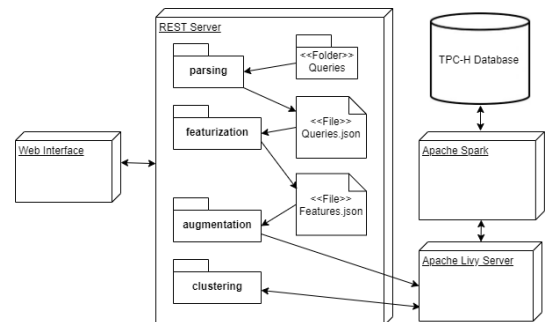 REST Server
<<Folder>>
Queries
parsing
TPC-H Database
<<File>>
Queries.json
featurization
Web Interface
Apache Spark
<<File>>
Features.json
augmentation
Apache Livy Server
clustering